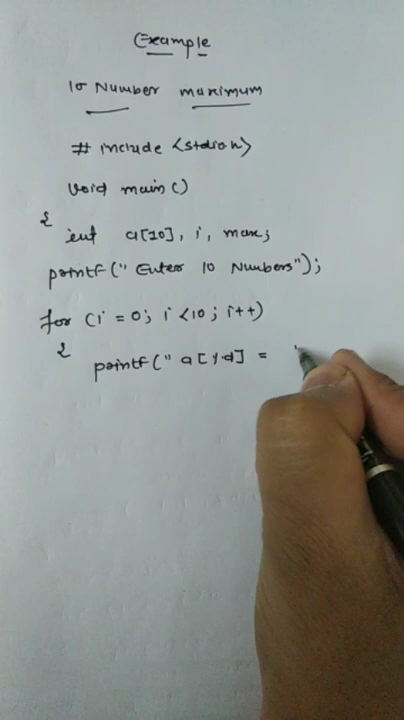 Example
10 Number maximum
# include <stdio.h>
void main()
{
int a[10], i, max;
printf(" Enter 10 Numbers");
for (i = 0; i <10; i++)
{
printf(" a[%d] =